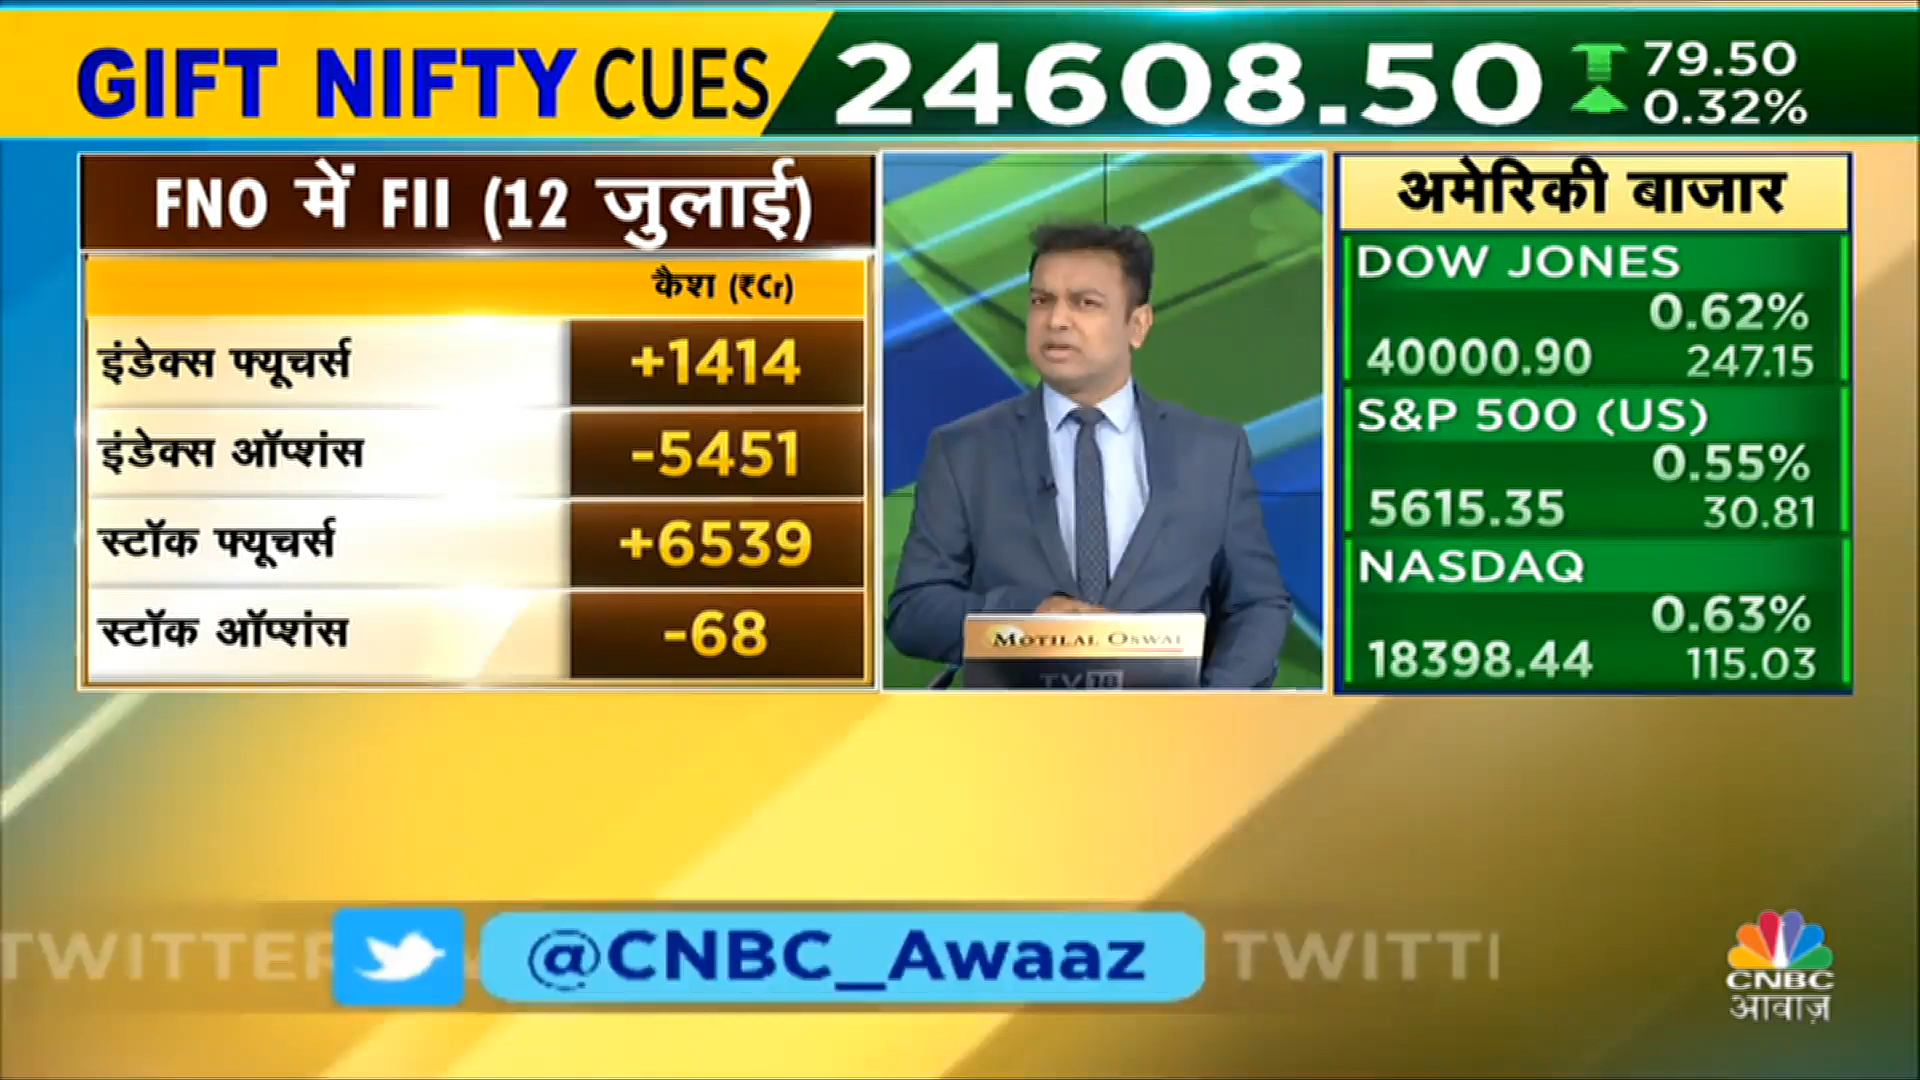 GIFT NIFTY CUES
24608.50
79.50
0.32%
FNO में FII (12 जुलाई)
कैश (₹Cr)
इंडेक्स फ्यूचर्स +1414
इंडेक्स ऑप्शंस -5451
स्टॉक फ्यूचर्स +6539
स्टॉक ऑप्शंस -68
MOTILAL OSWAL
TV18
अमेरिकी बाजार
DOW JONES
0.62%
40000.90 247.15
S&P 500 (US)
0.55%
5615.35 30.81
NASDAQ
0.63%
18398.44 115.03
TWITTER
@CNBC_Awaaz
TWITT
CNBC
आवाज़